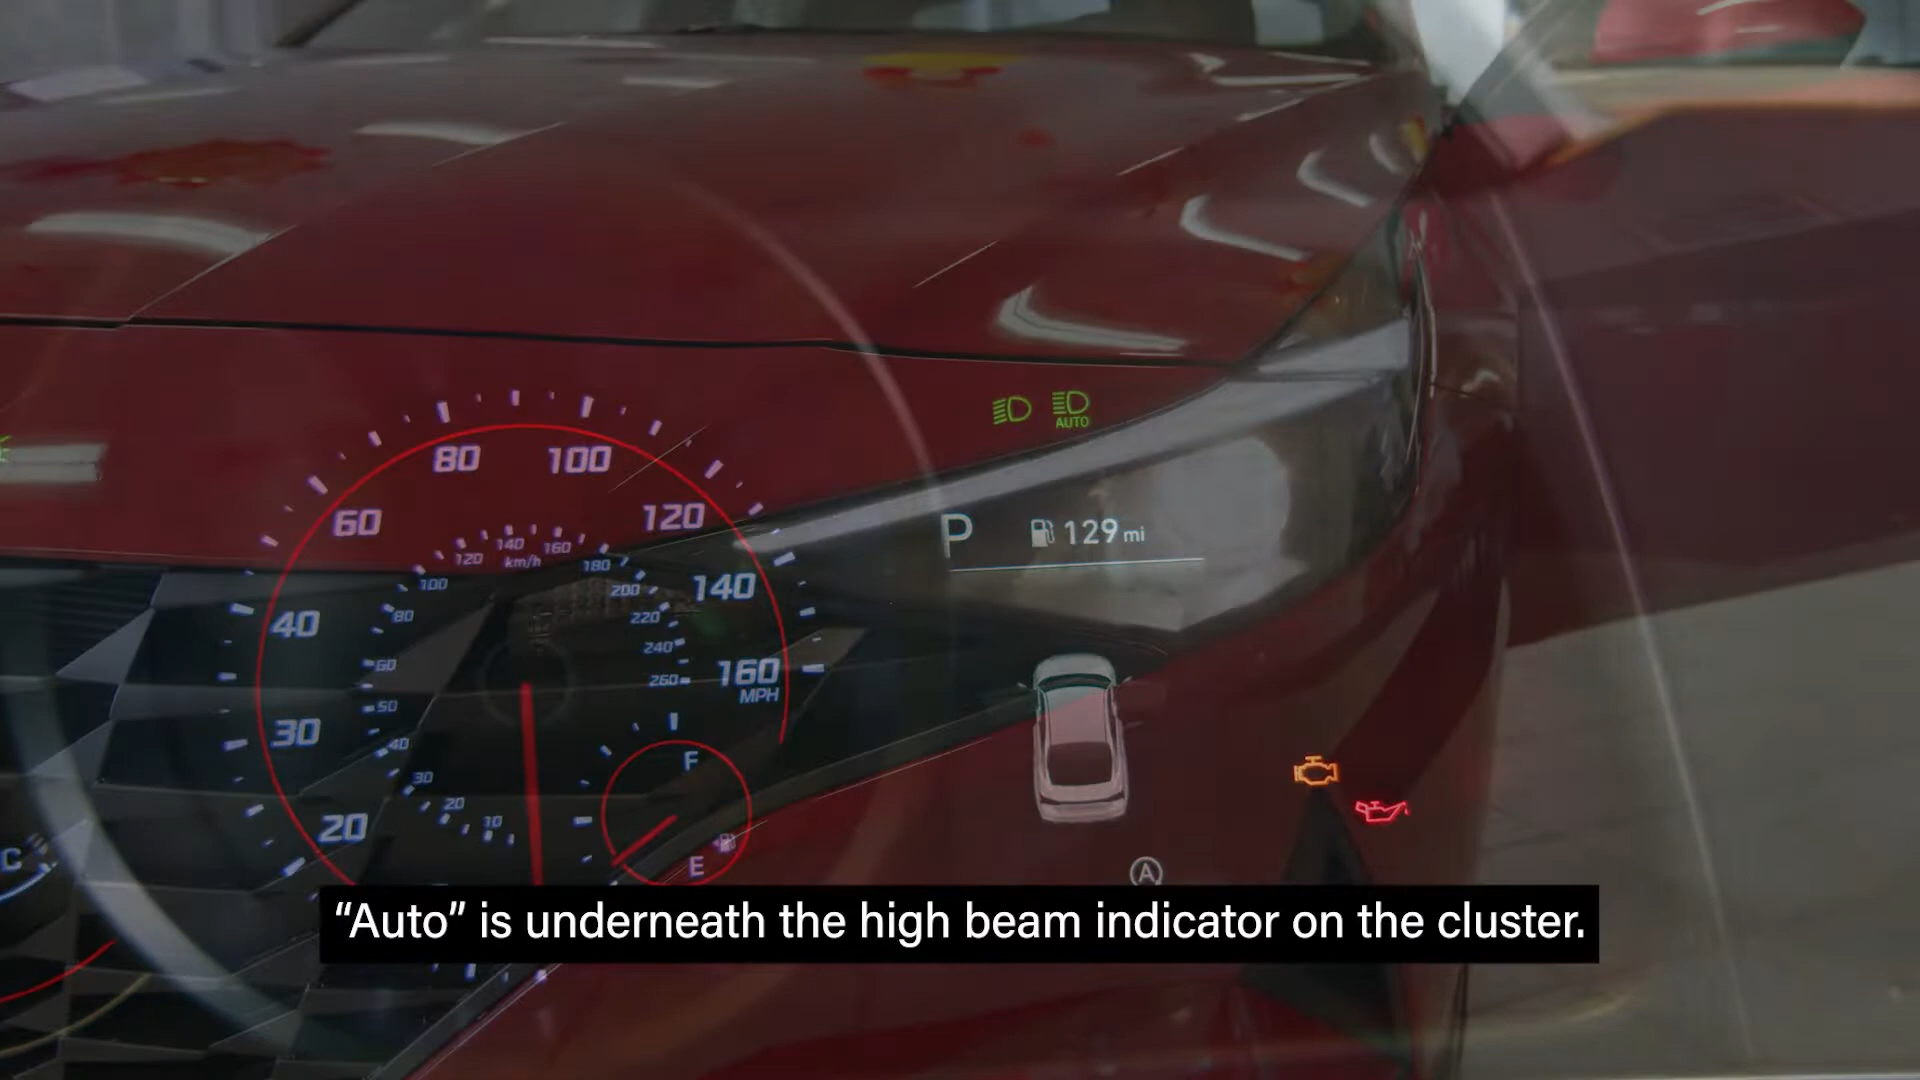 AUTO
80 100
60 120
140
160
MPH
40
30
20
120 140 160
km/h
100 180
80 200
60 220
50 240
40 260
30
20
10
F
E
C
P 129 mi
A
“Auto” is underneath the high beam indicator on the cluster.